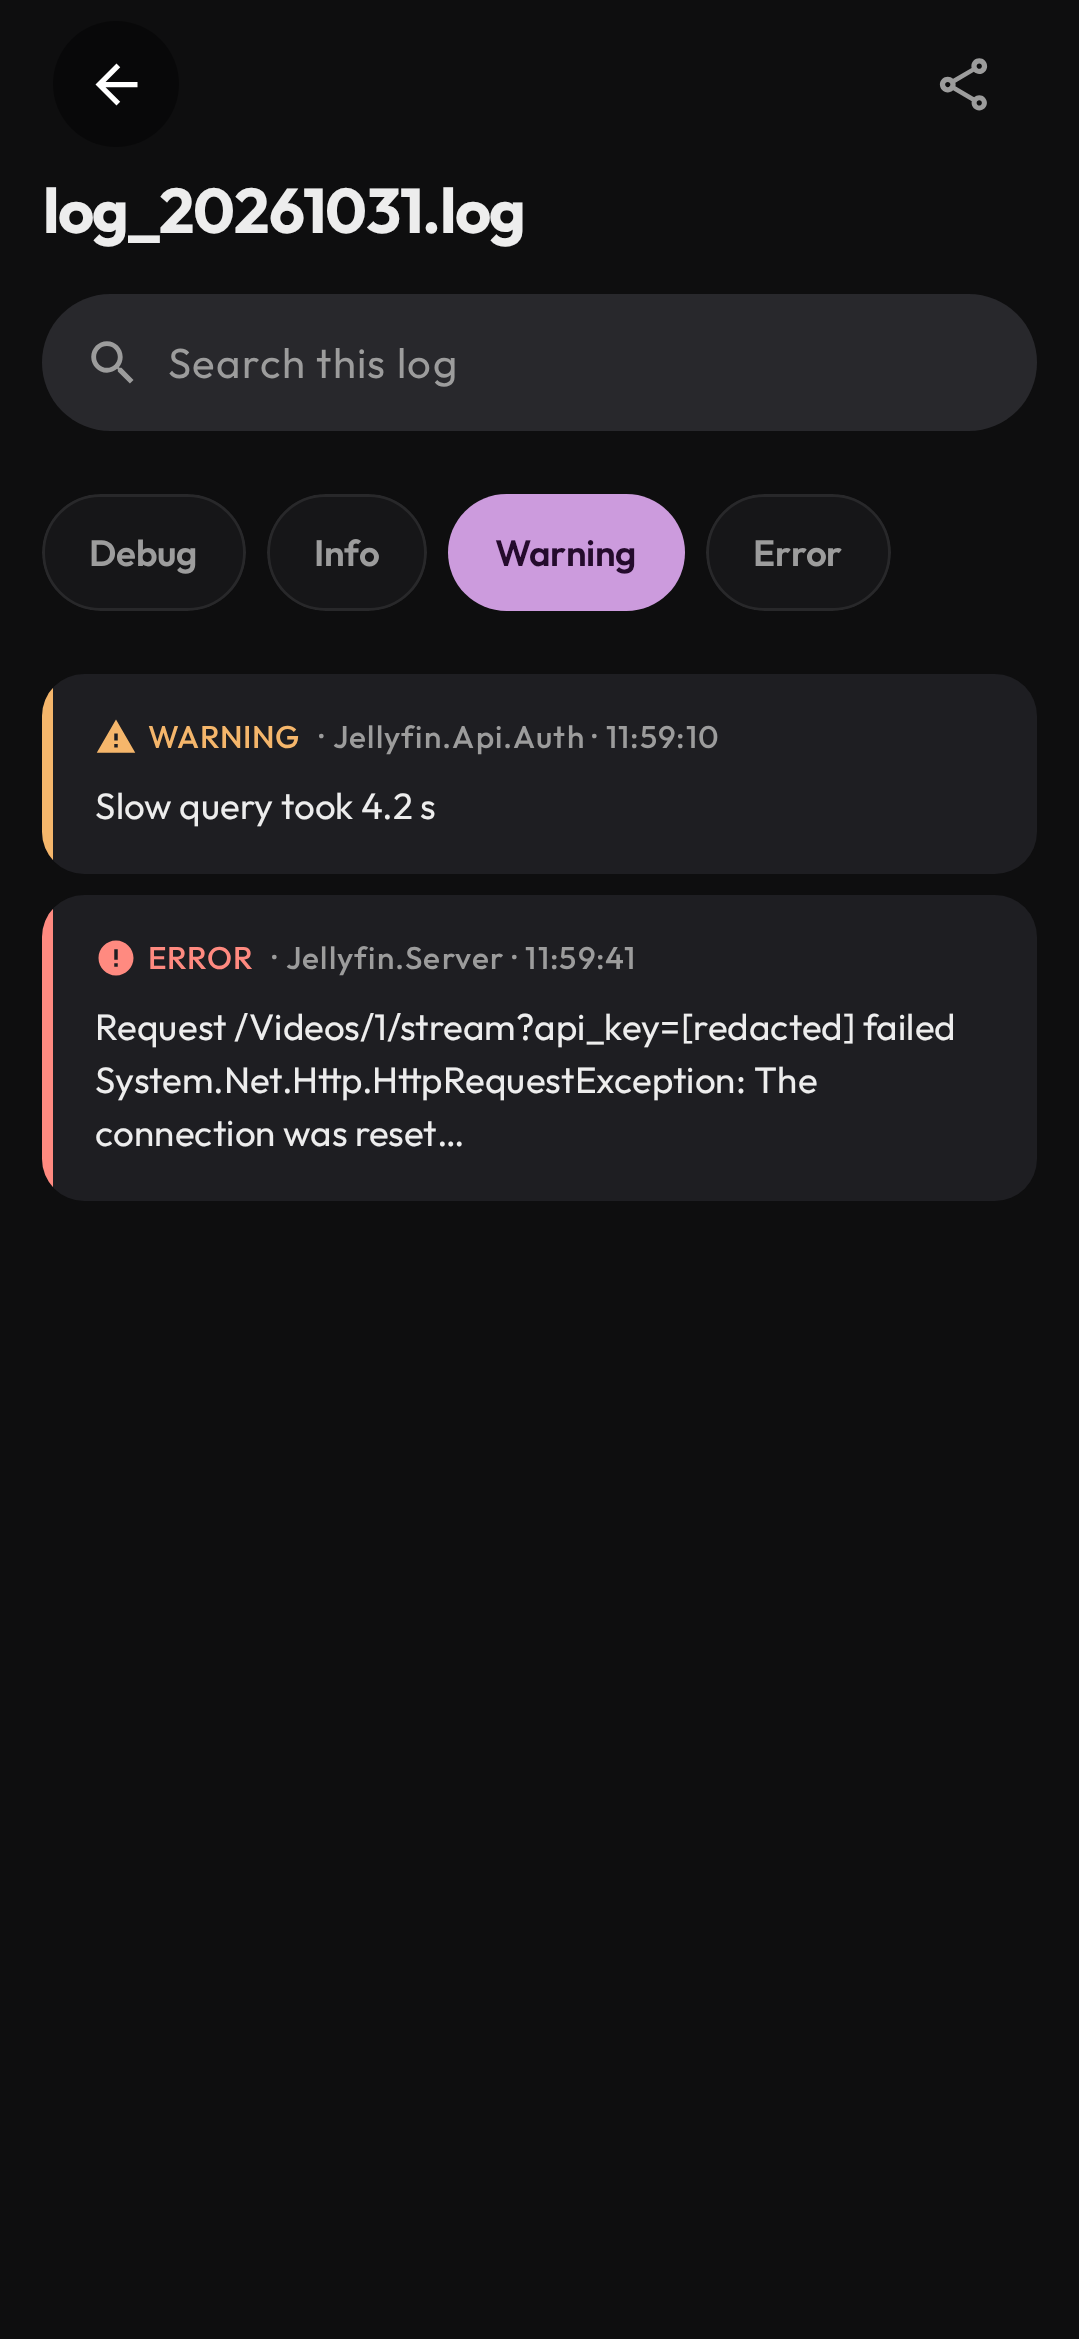 log_20261031.log
Search this log
Debug Info Warning Error
WARNING · Jellyfin.Api.Auth · 11:59:10
Slow query took 4.2 s
ERROR · Jellyfin.Server · 11:59:41
Request /Videos/1/stream?api_key=[redacted] failed
System.Net.Http.HttpRequestException: The
connection was reset…